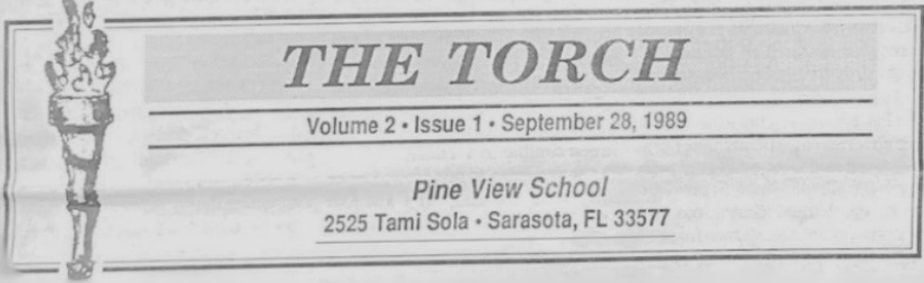 THE TORCH
Volume 2 • Issue 1 • September 28, 1989
Pine View School
2525 Tami Sola • Sarasota, FL 33577